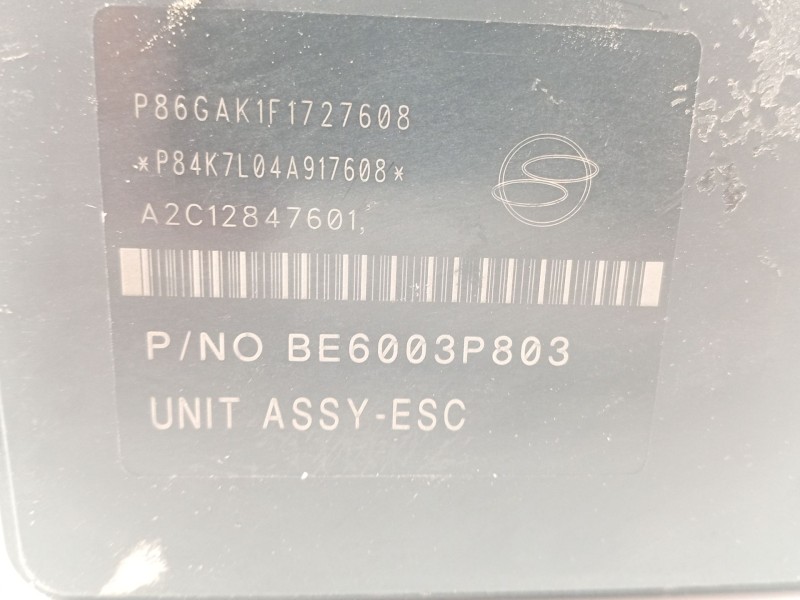 P86GAK1F1727608
*P84K7L04A917608*
A2C12847601,
P/NO BE6003P803
UNIT ASSY-ESC